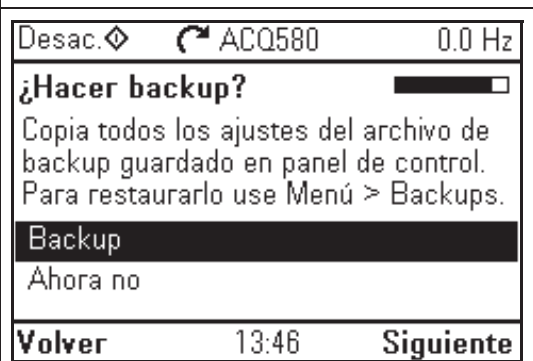 Desac. ACQ580 0.0 Hz
¿Hacer backup?
Copia todos los ajustes del archivo de
backup guardado en panel de control.
Para restaurarlo use Menú > Backups.
Backup
Ahora no
Volver 13:46 Siguiente